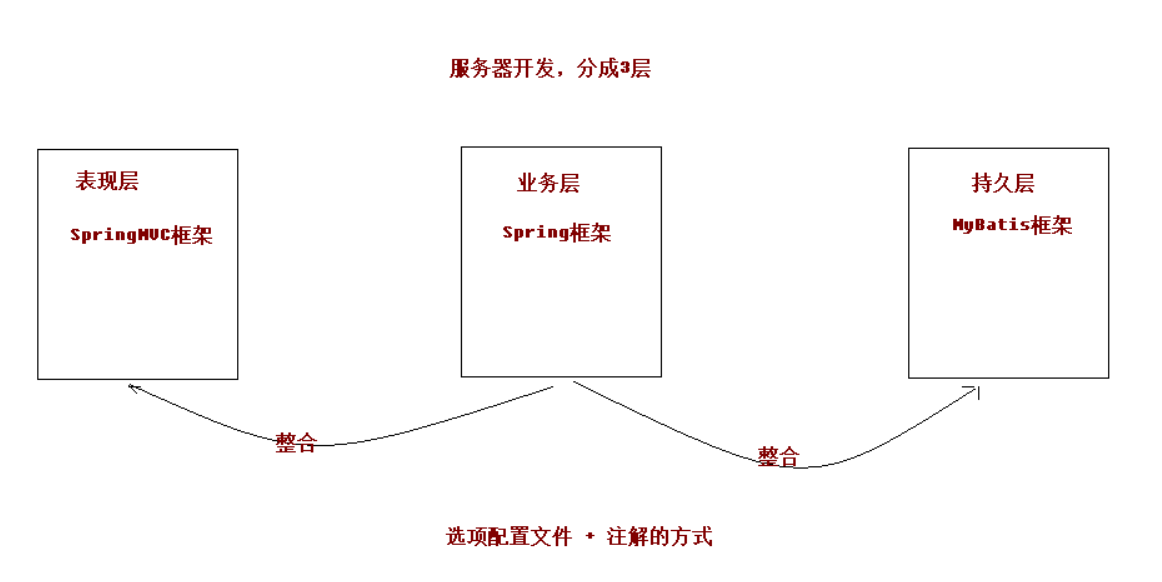 服务器开发，分成3层
表现层
SpringMVC框架
业务层
Spring框架
持久层
MyBatis框架
整合
整合
选项配置文件 + 注解的方式